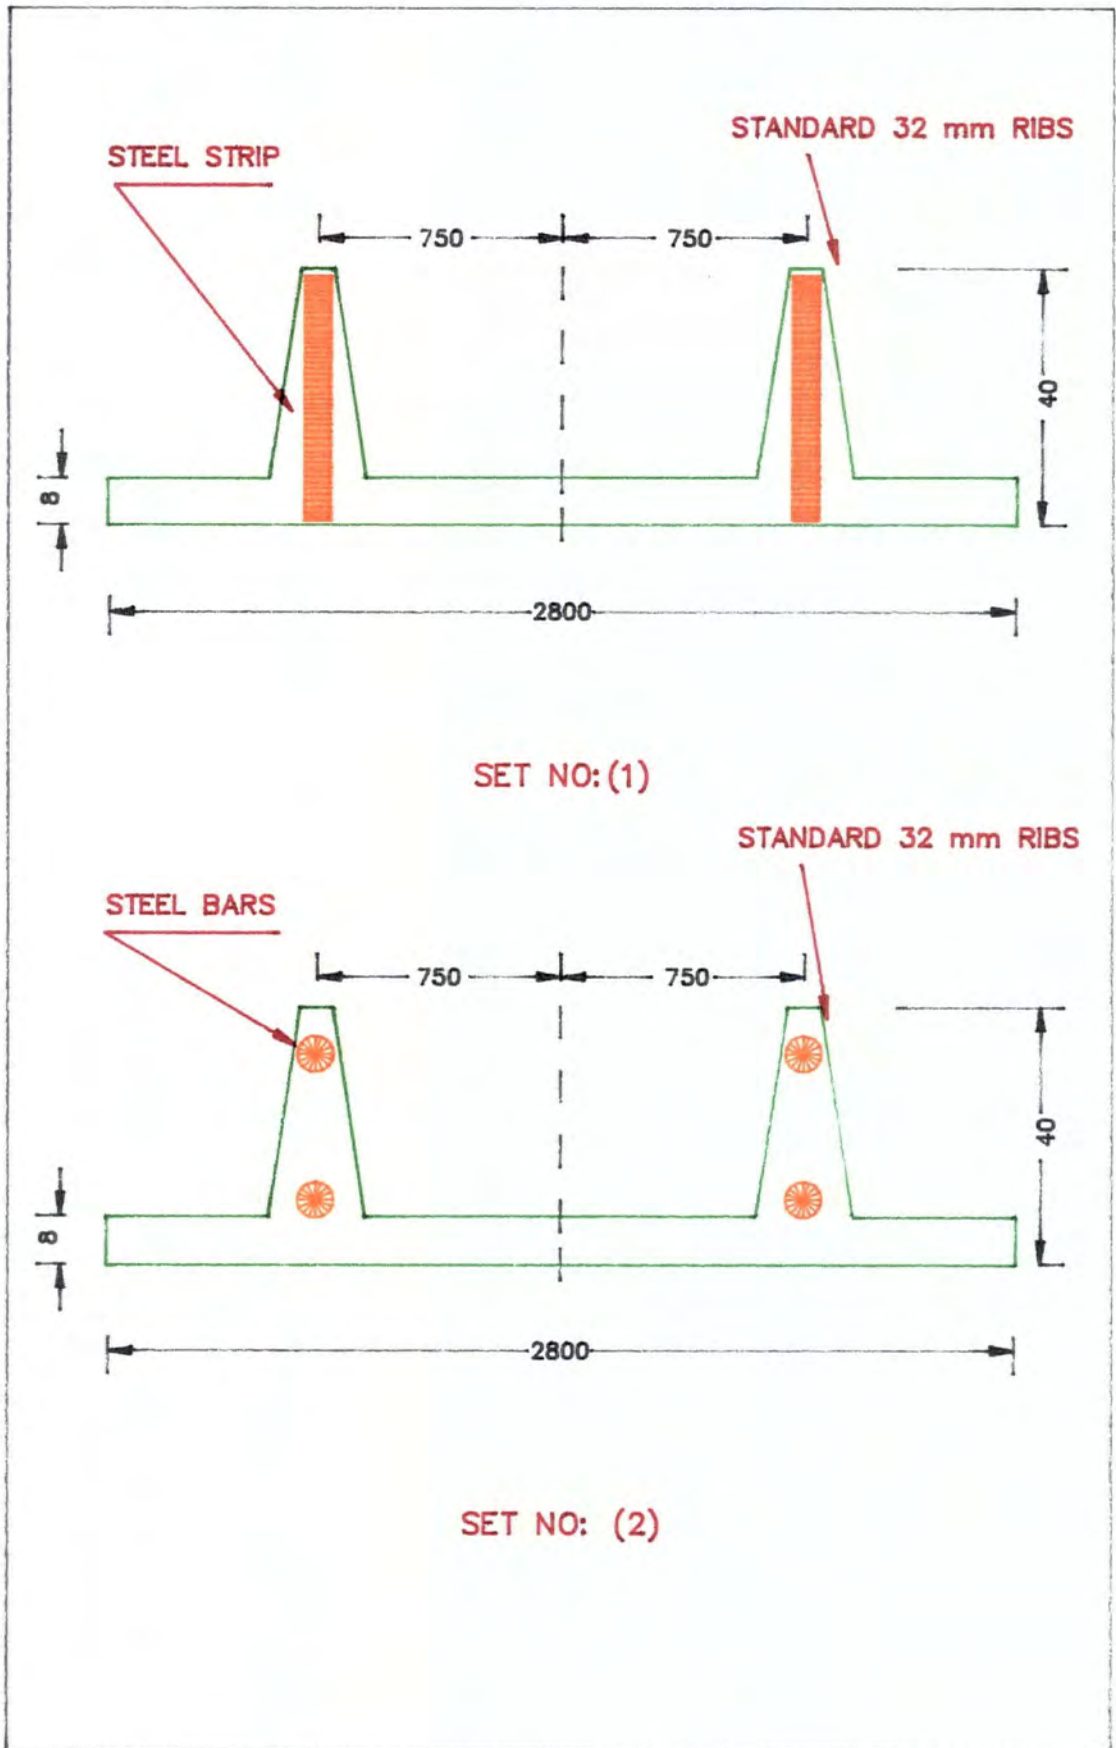 STANDARD 32 mm RIBS
STEEL STRIP
750
750
40
8
2800
SET NO:(1)
STANDARD 32 mm RIBS
STEEL BARS
750
750
40
8
2800
SET NO: (2)